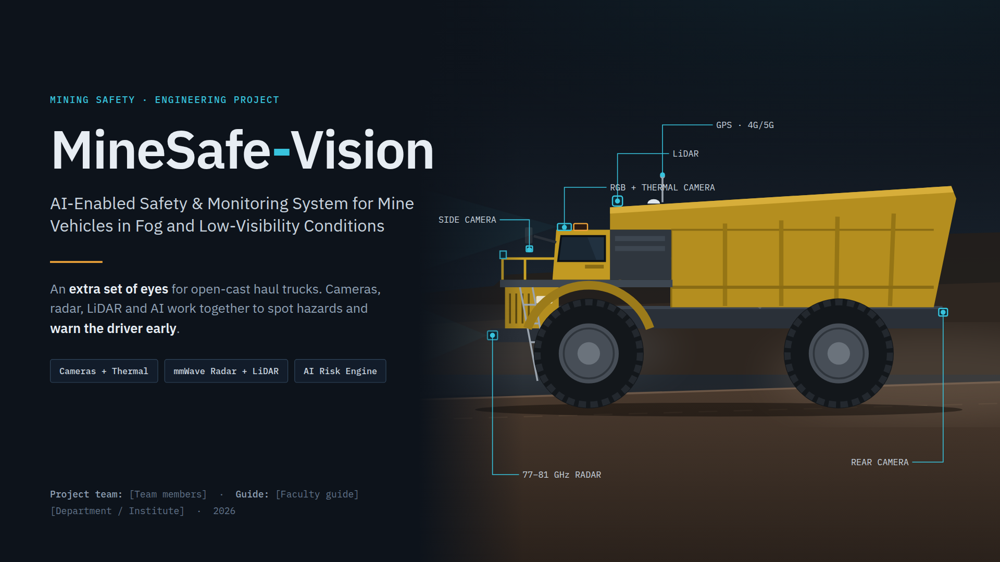 MINING SAFETY · ENGINEERING PROJECT
MineSafe-Vision
AI-Enabled Safety & Monitoring System for Mine
Vehicles in Fog and Low-Visibility Conditions
An extra set of eyes for open-cast haul trucks. Cameras,
radar, LiDAR and AI work together to spot hazards and
warn the driver early.
Cameras + Thermal
mmWave Radar + LiDAR
AI Risk Engine
Project team: [Team members] · Guide: [Faculty guide]
[Department / Institute] · 2026
GPS · 4G/5G
LiDAR
RGB + THERMAL CAMERA
SIDE CAMERA
REAR CAMERA
77–81 GHz RADAR